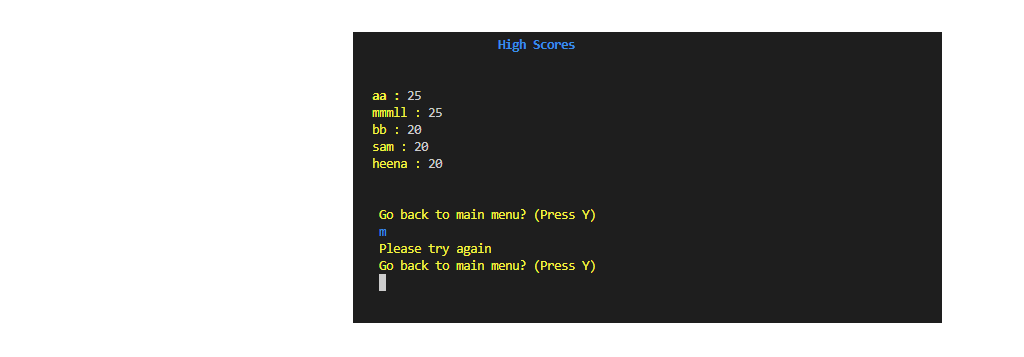 High Scores
aa : 25
mmmll : 25
bb : 20
sam : 20
heena : 20
Go back to main menu? (Press Y)
m
Please try again
Go back to main menu? (Press Y)